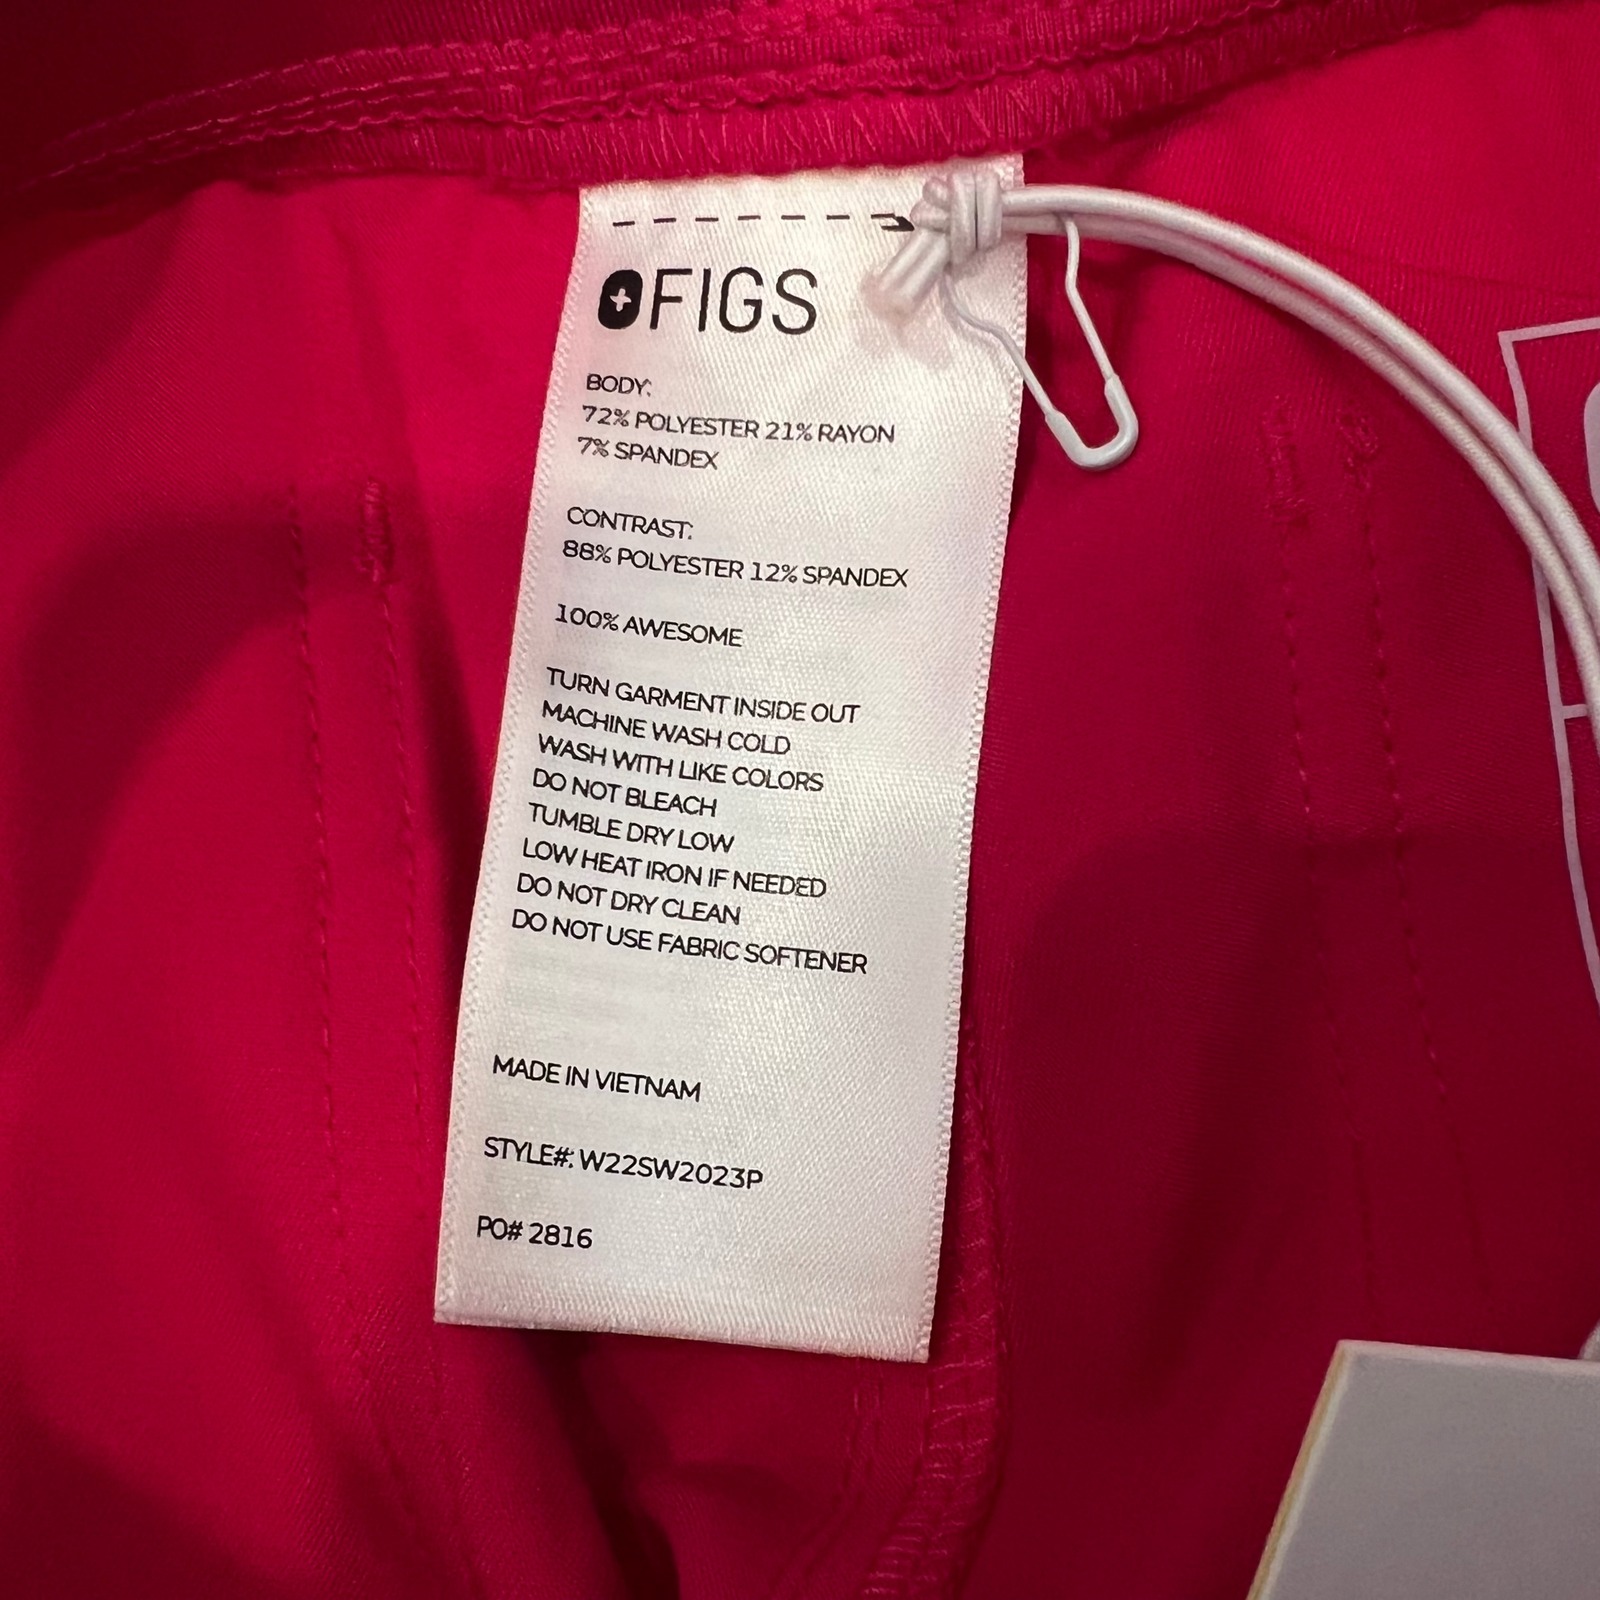 FIGS
BODY:
72% POLYESTER 21% RAYON
7% SPANDEX
CONTRAST:
88% POLYESTER 12% SPANDEX
100% AWESOME
TURN GARMENT INSIDE OUT
MACHINE WASH COLD
WASH WITH LIKE COLORS
DO NOT BLEACH
TUMBLE DRY LOW
LOW HEAT IRON IF NEEDED
DO NOT DRY CLEAN
DO NOT USE FABRIC SOFTENER
MADE IN VIETNAM
STYLE#: W22SW2023P
PO# 2816